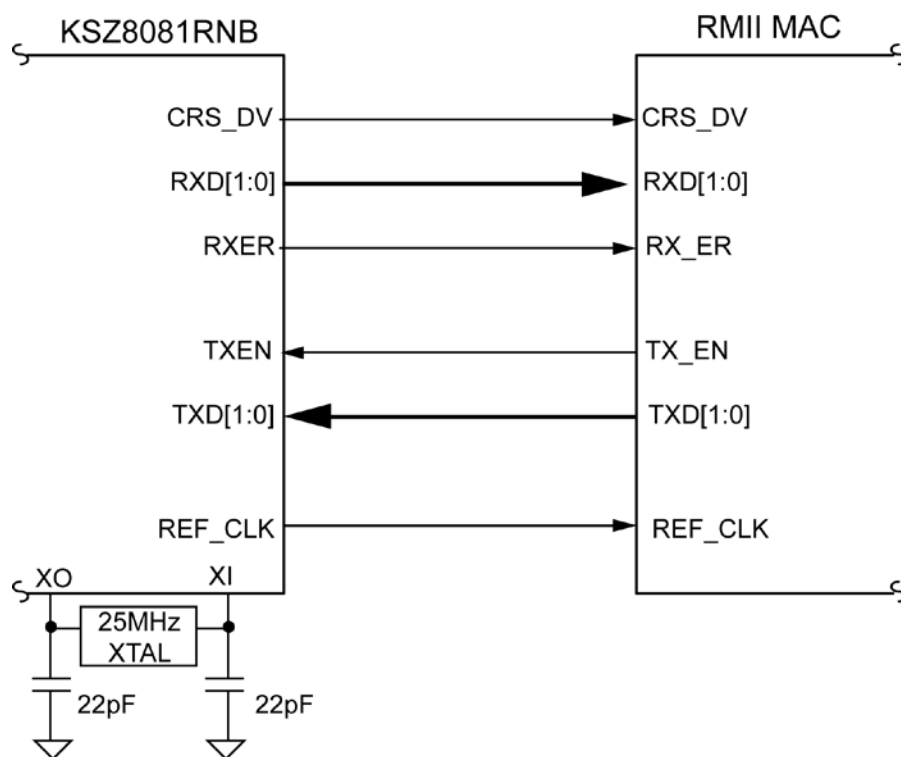 KSZ8081RNB
RMII MAC
CRS_DV
CRS_DV
RXD[1:0]
RXD[1:0]
RXER
RX_ER
TXEN
TX_EN
TXD[1:0]
TXD[1:0]
REF_CLK
REF_CLK
XO
XI
25MHz
XTAL
22pF
22pF